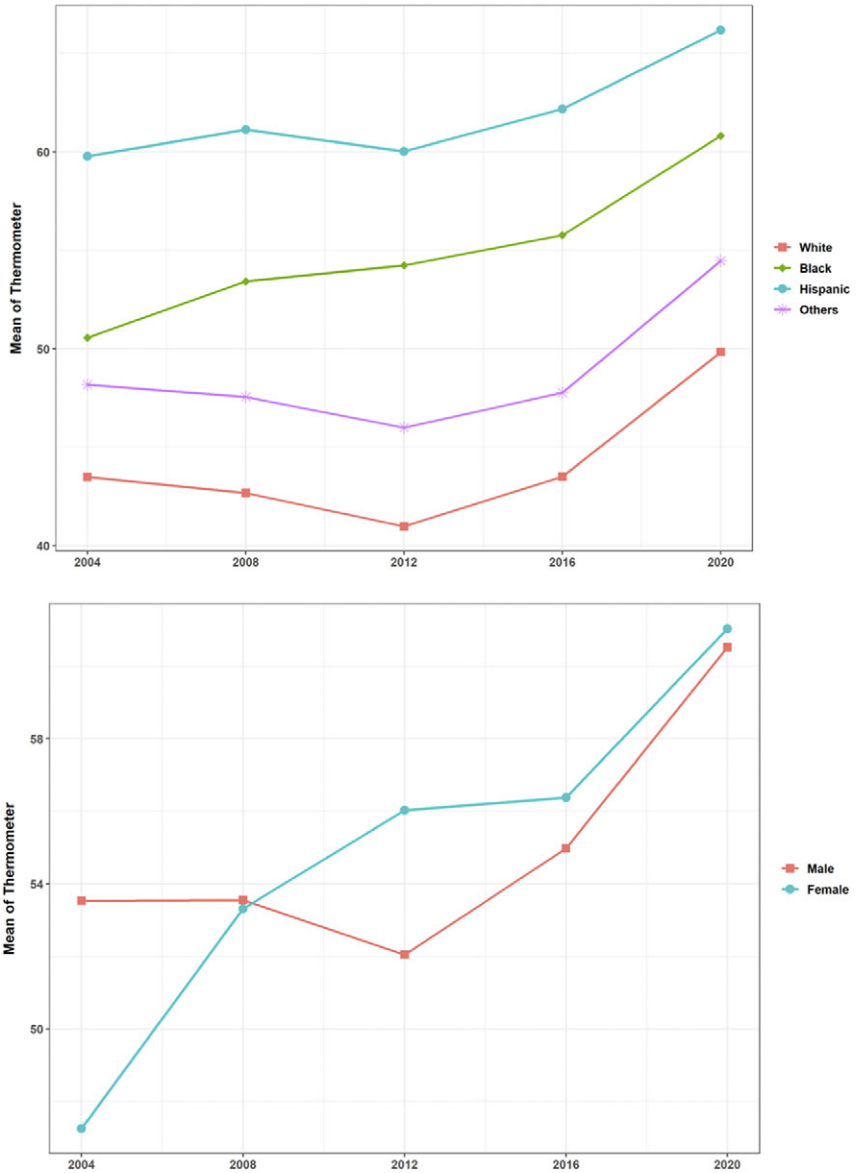 Mean of Thermometer
60
50
40
2004 2008 2012 2016 2020
White
Black
Hispanic
Others
Mean of Thermometer
58
54
50
2004 2008 2012 2016 2020
Male
Female